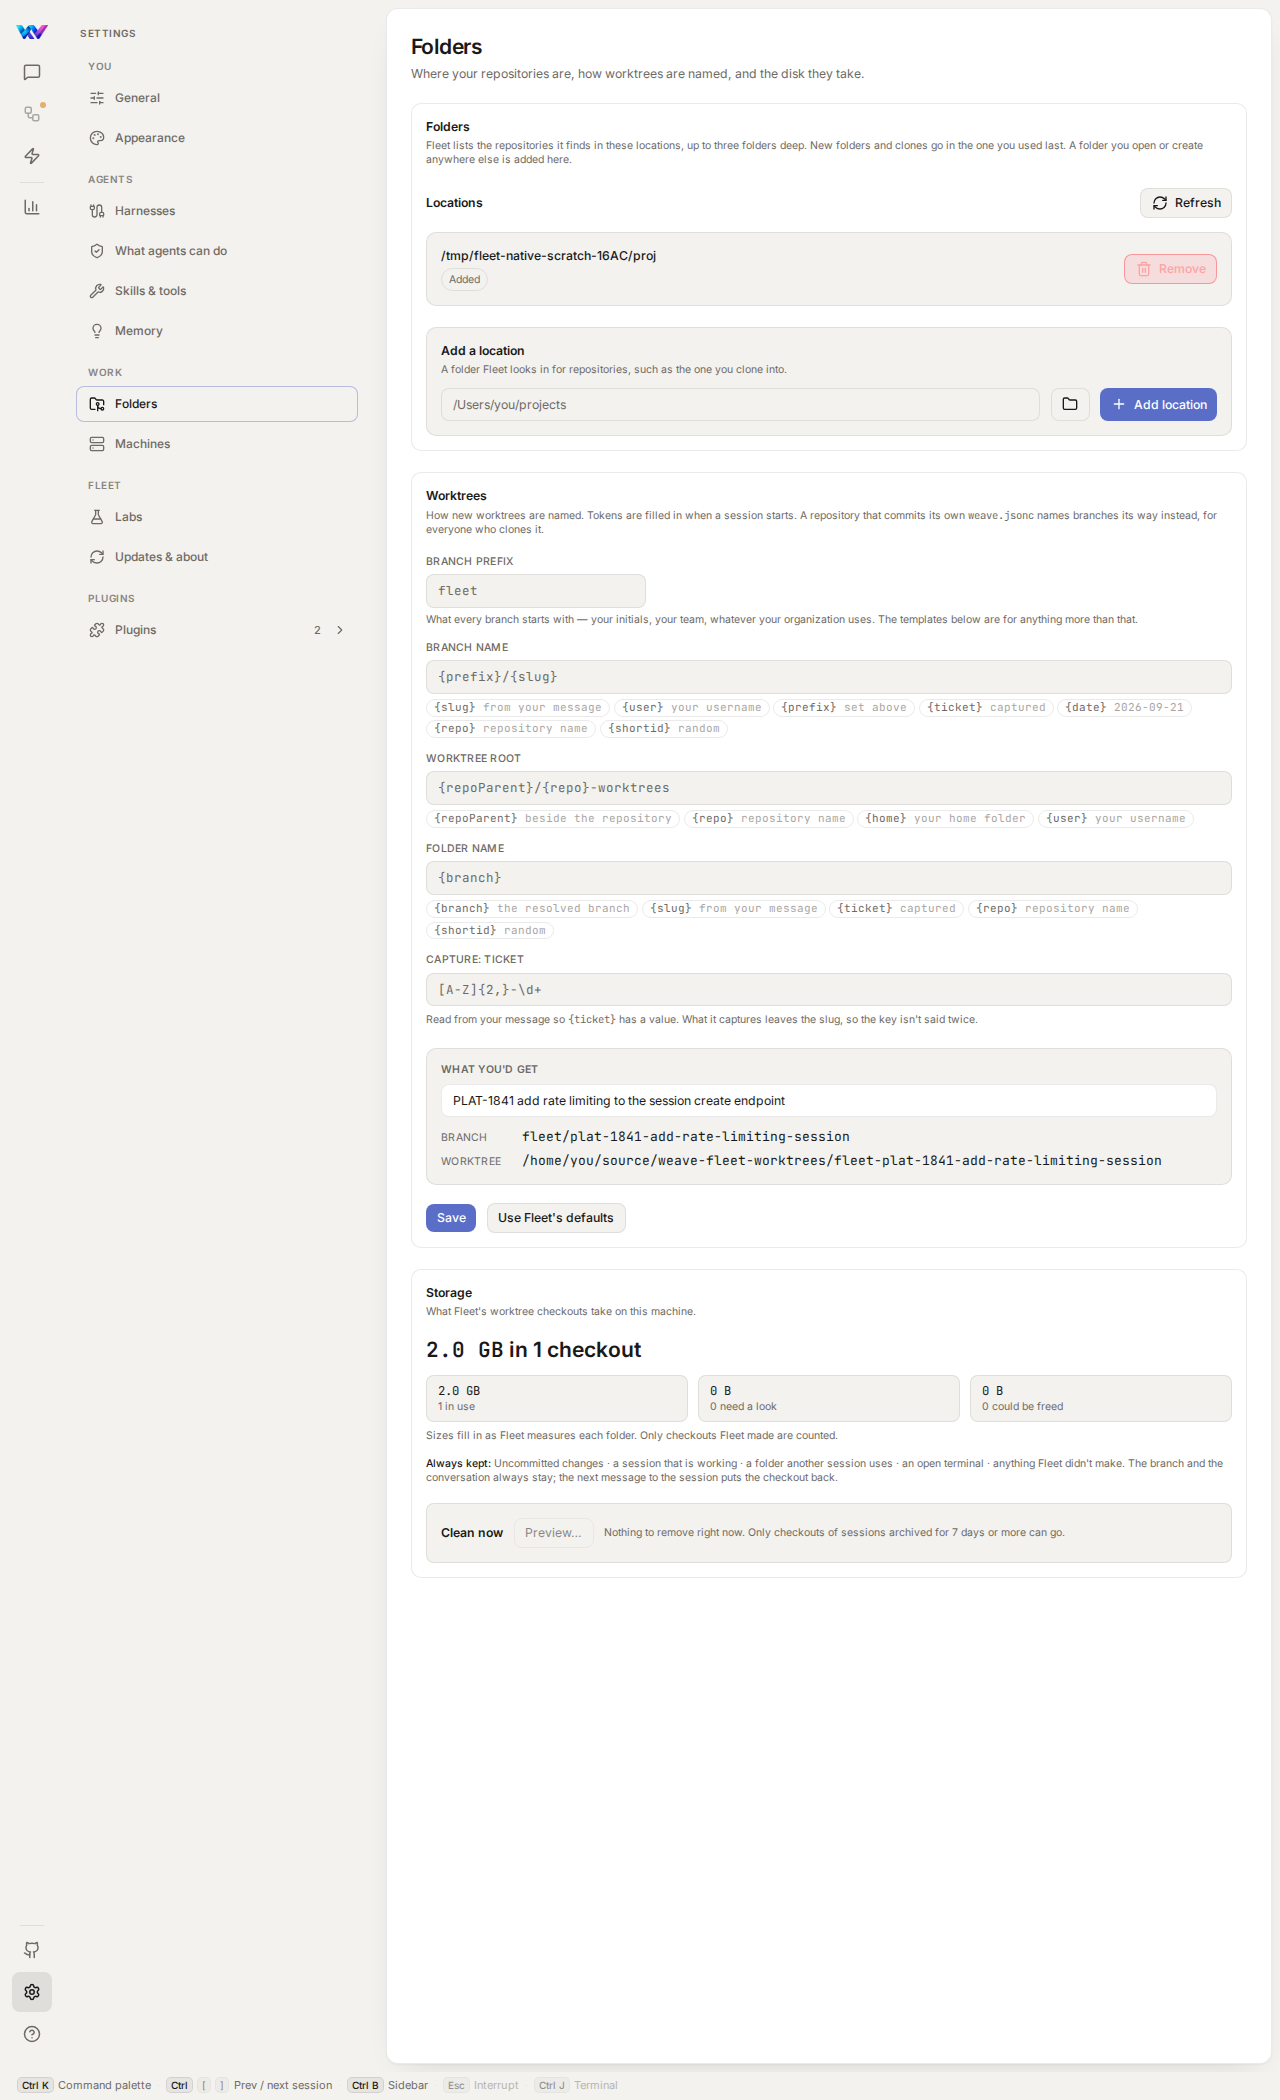 SETTINGS
YOU
General
Appearance
AGENTS
Harnesses
What agents can do
Skills & tools
Memory
WORK
Folders
Machines
FLEET
Labs
Updates & about
PLUGINS
Plugins 2
Folders
Where your repositories are, how worktrees are named, and the disk they take.
Folders
Fleet lists the repositories it finds in these locations, up to three folders deep. New folders and clones go in the one you used last. A folder you open or create
anywhere else is added here.
Locations
Refresh
/tmp/fleet-native-scratch-16AC/proj
Added
Remove
Add a location
A folder Fleet looks in for repositories, such as the one you clone into.
/Users/you/projects
Add location
Worktrees
How new worktrees are named. Tokens are filled in when a session starts. A repository that commits its own weave.jsonc names branches its way instead, for
everyone who clones it.
BRANCH PREFIX
fleet
What every branch starts with — your initials, your team, whatever your organization uses. The templates below are for anything more than that.
BRANCH NAME
{prefix}/{slug}
{slug} from your message {user} your username {prefix} set above {ticket} captured {date} 2026-09-21
{repo} repository name {shortid} random
WORKTREE ROOT
{repoParent}/{repo}-worktrees
{repoParent} beside the repository {repo} repository name {home} your home folder {user} your username
FOLDER NAME
{branch}
{branch} the resolved branch {slug} from your message {ticket} captured {repo} repository name
{shortid} random
CAPTURE: TICKET
[A-Z]{2,}-\d+
Read from your message so {ticket} has a value. What it captures leaves the slug, so the key isn't said twice.
WHAT YOU'D GET
PLAT-1841 add rate limiting to the session create endpoint
BRANCH fleet/plat-1841-add-rate-limiting-session
WORKTREE /home/you/source/weave-fleet-worktrees/fleet-plat-1841-add-rate-limiting-session
Save
Use Fleet's defaults
Storage
What Fleet's worktree checkouts take on this machine.
2.0 GB in 1 checkout
2.0 GB
1 in use
0 B
0 need a look
0 B
0 could be freed
Sizes fill in as Fleet measures each folder. Only checkouts Fleet made are counted.
Always kept: Uncommitted changes · a session that is working · a folder another session uses · an open terminal · anything Fleet didn't make. The branch and the
conversation always stay; the next message to the session puts the checkout back.
Clean now
Preview...
Nothing to remove right now. Only checkouts of sessions archived for 7 days or more can go.
Ctrl K Command palette Ctrl [ ] Prev / next session Ctrl B Sidebar Esc Interrupt Ctrl J Terminal